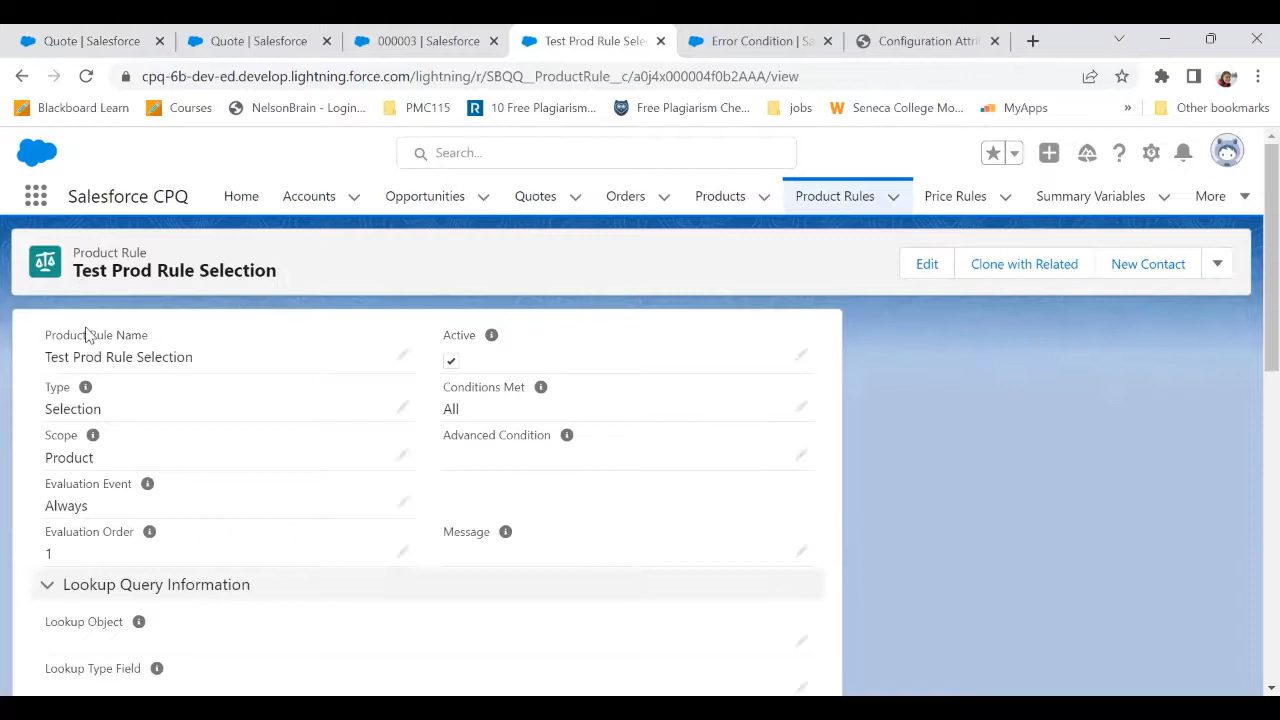 Quote | Salesforce
Quote | Salesforce
000003 | Salesforce
Test Prod Rule Sele
Error Condition | Sa
Configuration Attri
cpq-6b-dev-ed.develop.lightning.force.com/lightning/r/SBQQ__ProductRule__c/a0j4x000004f0b2AAA/view
Blackboard Learn
Courses
NelsonBrain - Login...
PMC115
10 Free Plagiarism...
Free Plagiarism Che...
jobs
Seneca College Mo...
MyApps
»
Other bookmarks
Search...
Salesforce CPQ
Home
Accounts
Opportunities
Quotes
Orders
Products
Product Rules
Price Rules
Summary Variables
More
Product Rule
Test Prod Rule Selection
Edit
Clone with Related
New Contact
Product Rule Name
Test Prod Rule Selection
Active
Type
Selection
Conditions Met
All
Scope
Product
Advanced Condition
Evaluation Event
Always
Evaluation Order
1
Message
Lookup Query Information
Lookup Object
Lookup Type Field